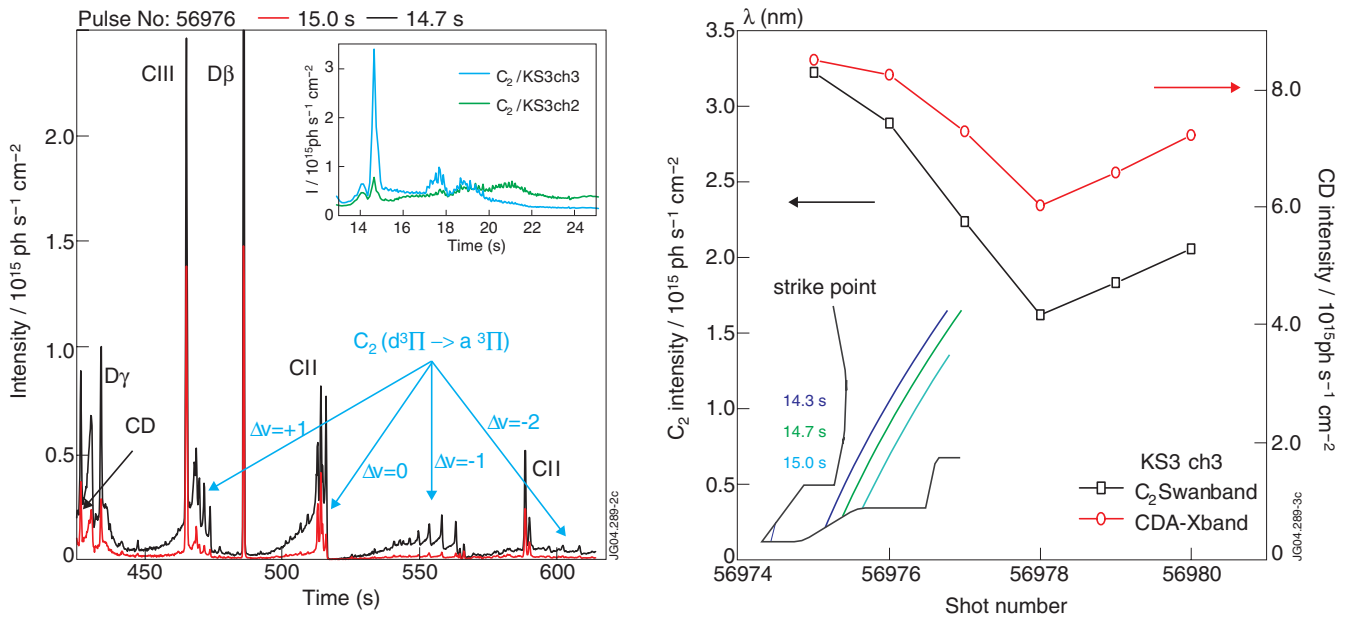 Pulse No: 56976
15.0 s
14.7 s
CIII
Dβ
2.0
1.5
1.0
0.5
0
Intensity / 10¹⁵ ph s⁻¹ cm⁻²
Dγ
CD
CII
C₂ (d³Π –> a ³Π)
Δv=+1
Δv=0
Δv=-1
Δv=-2
CII
450
500
550
600
Time (s)
JG04.289-2c
C₂ /KS3ch3
C₂ /KS3ch2
I / 10¹⁵ph s⁻¹ cm⁻²
3
2
1
0
14
16
18
20
22
24
Time (s)
λ (nm)
3.5
3.0
2.5
2.0
1.5
1.0
0.5
0
C₂ intensity / 10¹⁵ ph s⁻¹ cm⁻²
8.0
6.0
4.0
2.0
0
CD intensity / 10¹⁵ph s⁻¹ cm⁻²
strike point
14.3 s
14.7 s
15.0 s
KS3 ch3
C₂Swanband
CDA-Xband
JG04.289-3c
56974
56976
56978
56980
Shot number